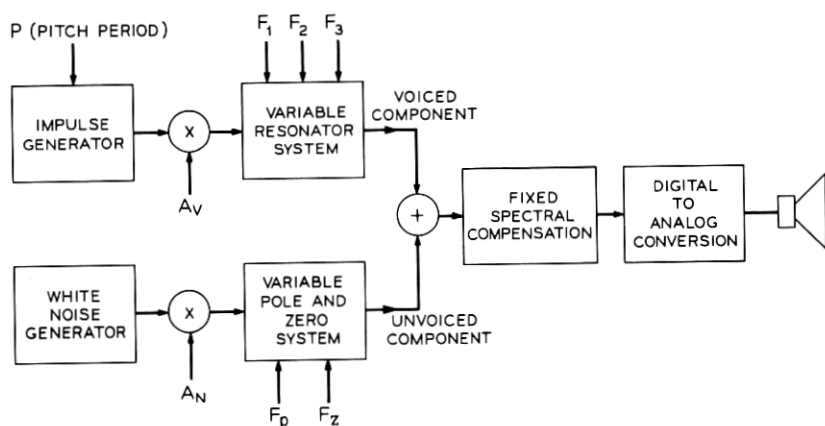 P (PITCH PERIOD)
F1 F2 F3
IMPULSE
GENERATOR
X
AV
VARIABLE
RESONATOR
SYSTEM
VOICED
COMPONENT
+
FIXED
SPECTRAL
COMPENSATION
DIGITAL
TO
ANALOG
CONVERSION
WHITE
NOISE
GENERATOR
X
AN
VARIABLE
POLE AND
ZERO
SYSTEM
UNVOICED
COMPONENT
Fp Fz